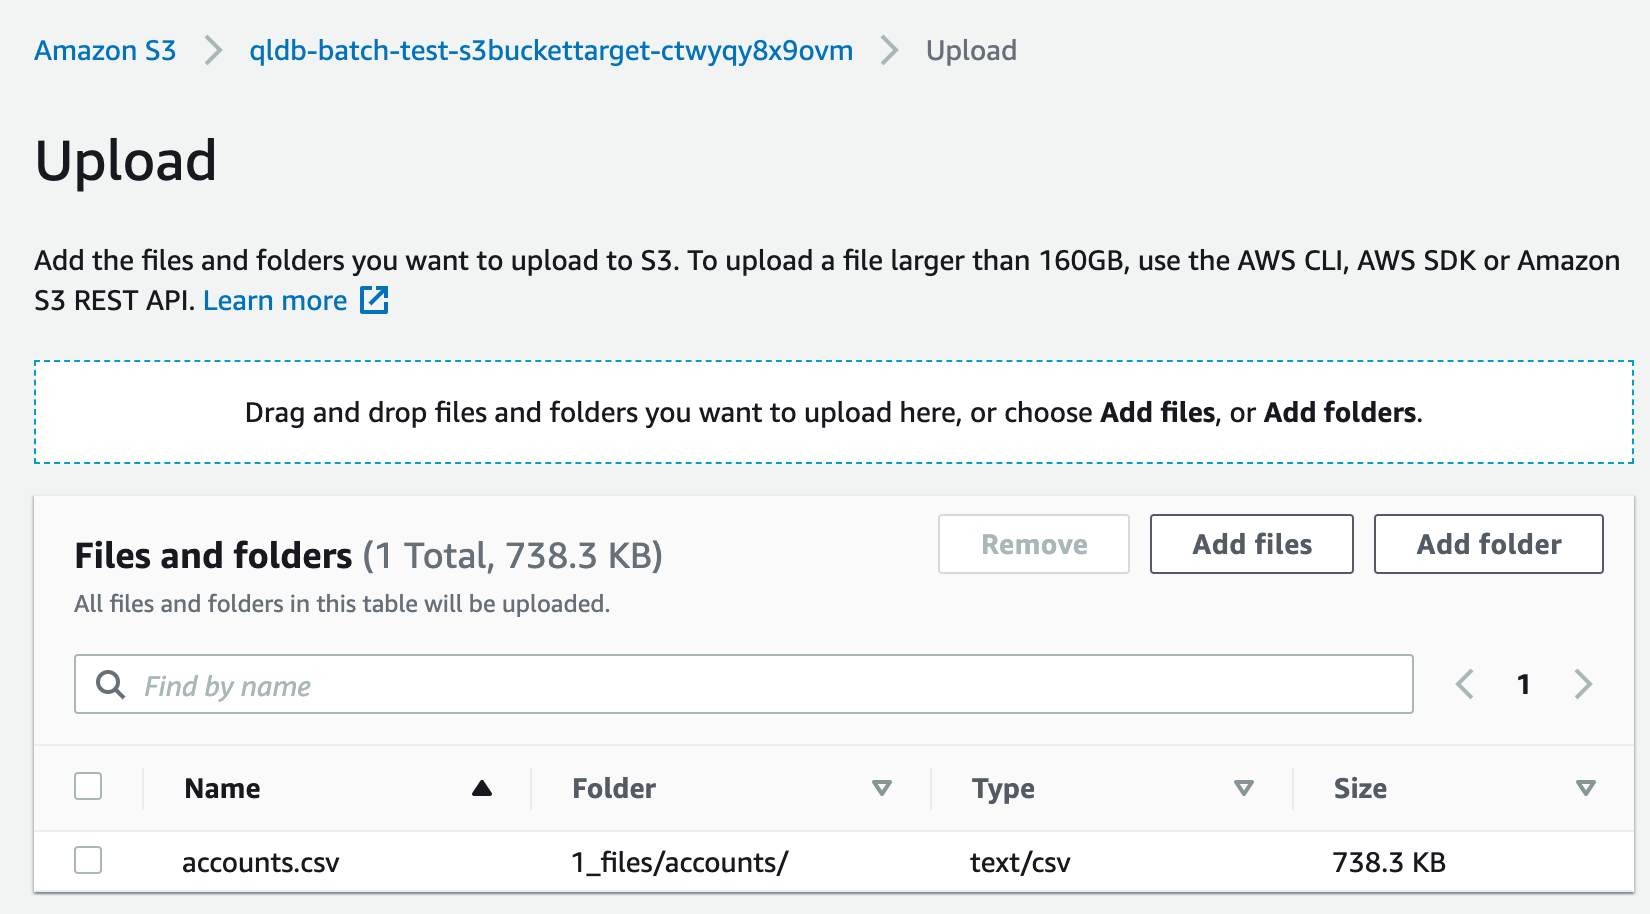 Amazon S3 > qldb-batch-test-s3buckettarget-ctwyqy8x9ovm > Upload
Upload
Add the files and folders you want to upload to S3. To upload a file larger than 160GB, use the AWS CLI, AWS SDK or Amazon
S3 REST API. Learn more
Drag and drop files and folders you want to upload here, or choose Add files, or Add folders.
Files and folders (1 Total, 738.3 KB)
Remove
Add files
Add folder
All files and folders in this table will be uploaded.
Find by name
1
Name Folder Type Size
accounts.csv 1_files/accounts/ text/csv 738.3 KB